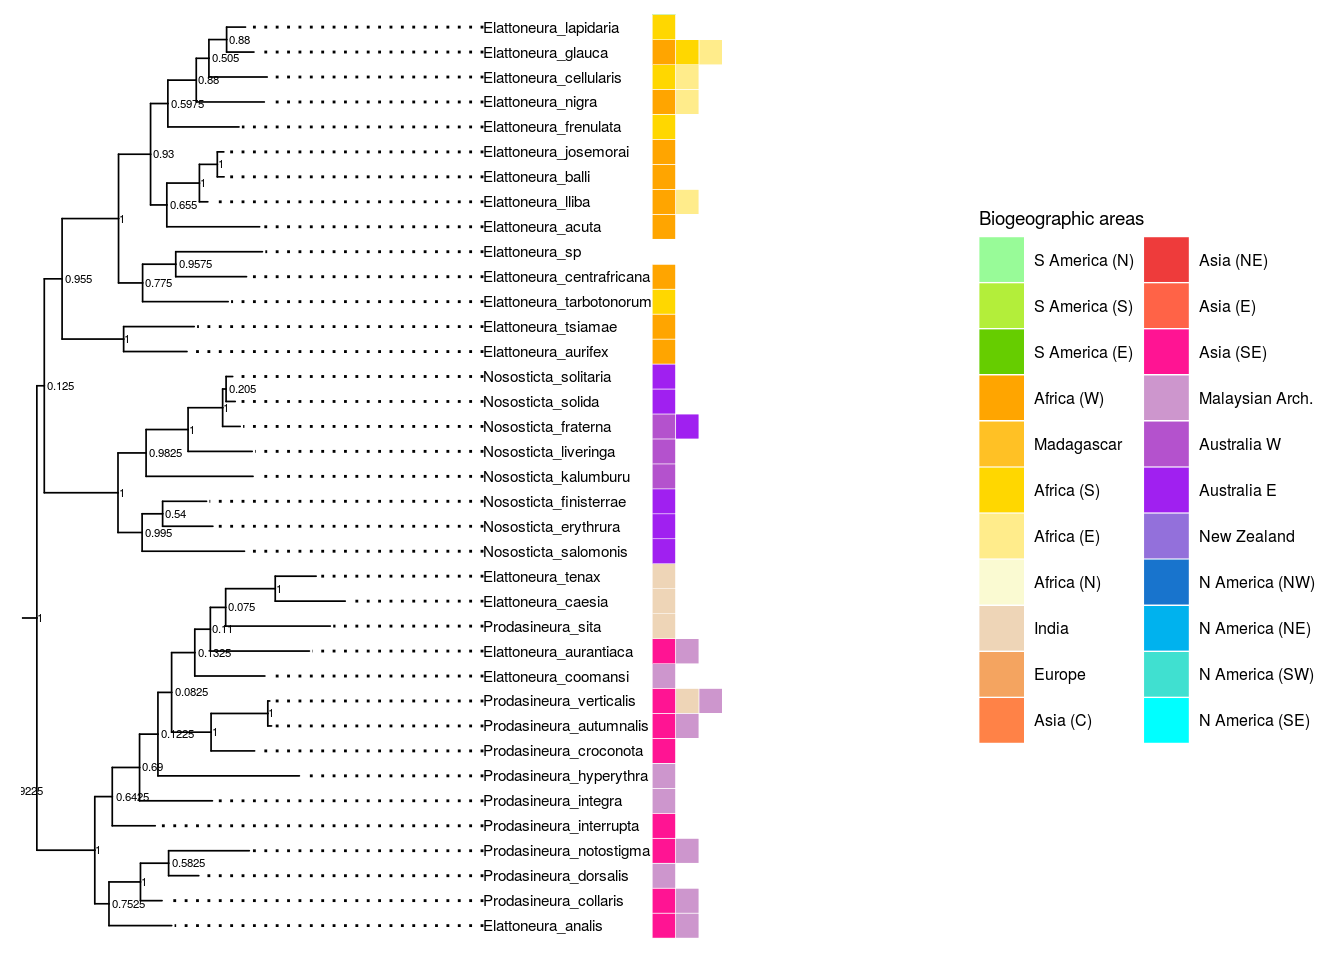 Elattoneura_lapidaria
0.88
Elattoneura_glauca
0.505
Elattoneura_cellularis
0.88
Elattoneura_nigra
0.5975
Elattoneura_frenulata
0.93
Elattoneura_josemorai
1
Elattoneura_balli
1
Elattoneura_lliba
0.655
Elattoneura_acuta
1
Elattoneura_sp
0.9575
Elattoneura_centrafricana
0.775
0.955
Elattoneura_tarbotonorum
Elattoneura_tsiamae
1
Elattoneura_aurifex
Nososticta_solitaria
0.205
0.125
Nososticta_solida
1
Nososticta_fraterna
1
Nososticta_liveringa
0.9825
Nososticta_kalumburu
1
Nososticta_finisterrae
0.54
Nososticta_erythrura
0.995
Nososticta_salomonis
Elattoneura_tenax
1
Elattoneura_caesia
0.075
1
Prodasineura_sita
0.11
Elattoneura_aurantiaca
0.1325
Elattoneura_coomansi
0.0825
Prodasineura_verticalis
1
Prodasineura_autumnalis
0.1225
1
Prodasineura_croconota
0.69
Prodasineura_hyperythra
9225
0.6425
Prodasineura_integra
Prodasineura_interrupta
1
Prodasineura_notostigma
0.5825
Prodasineura_dorsalis
1
Prodasineura_collaris
0.7525
Elattoneura_analis
Biogeographic areas
S America (N)
S America (S)
S America (E)
Africa (W)
Madagascar
Africa (S)
Africa (E)
Africa (N)
India
Europe
Asia (C)
Asia (NE)
Asia (E)
Asia (SE)
Malaysian Arch.
Australia W
Australia E
New Zealand
N America (NW)
N America (NE)
N America (SW)
N America (SE)